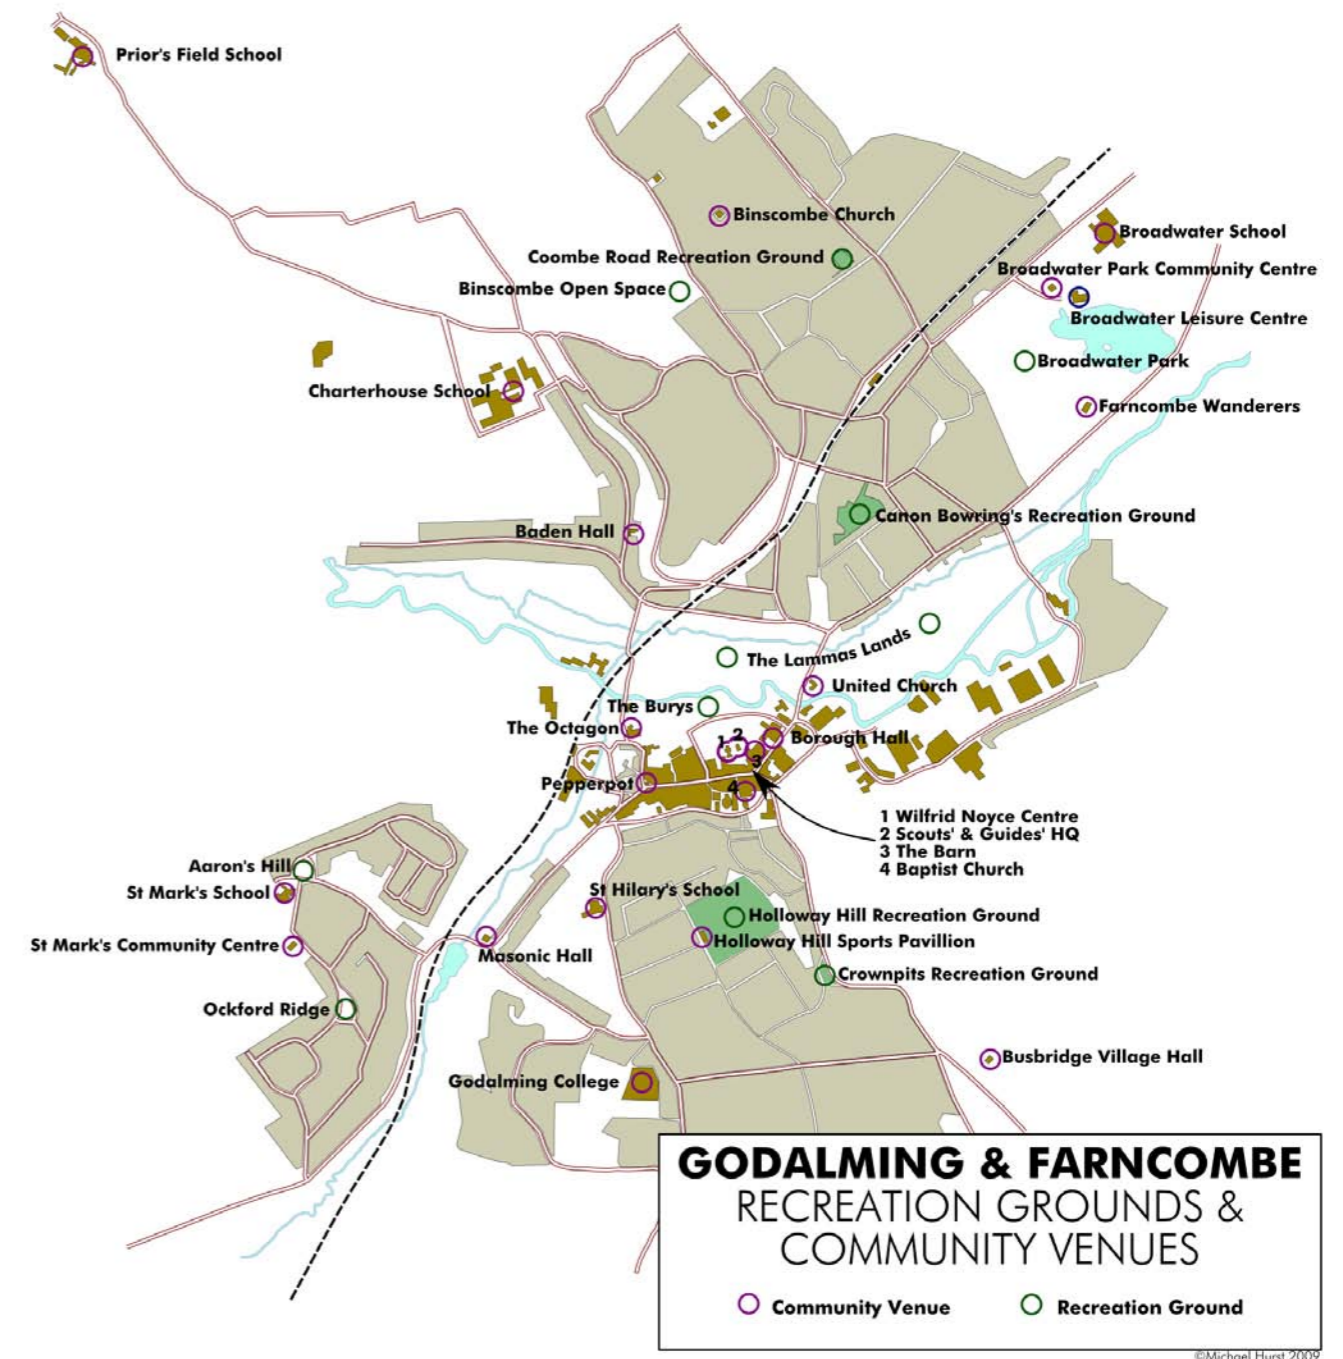 Prior's Field School
Binscombe Church
Broadwater School
Coombe Road Recreation Ground
Broadwater Park Community Centre
Binscombe Open Space
Broadwater Leisure Centre
Broadwater Park
Charterhouse School
Farncombe Wanderers
Canon Bowring's Recreation Ground
Baden Hall
The Lammas Lands
United Church
The Burys
The Octagon
1
2
Borough Hall
3
Pepperpot
4
1 Wilfrid Noyce Centre
2 Scouts' & Guides' HQ
3 The Barn
4 Baptist Church
Aaron's Hill
St Mark's School
St Hilary's School
Holloway Hill Recreation Ground
St Mark's Community Centre
Holloway Hill Sports Pavillion
Masonic Hall
Crownpits Recreation Ground
Ockford Ridge
Busbridge Village Hall
Godalming College
GODALMING & FARNCOMBE
RECREATION GROUNDS &
COMMUNITY VENUES
Community Venue
Recreation Ground
©Michael Hurst 2009